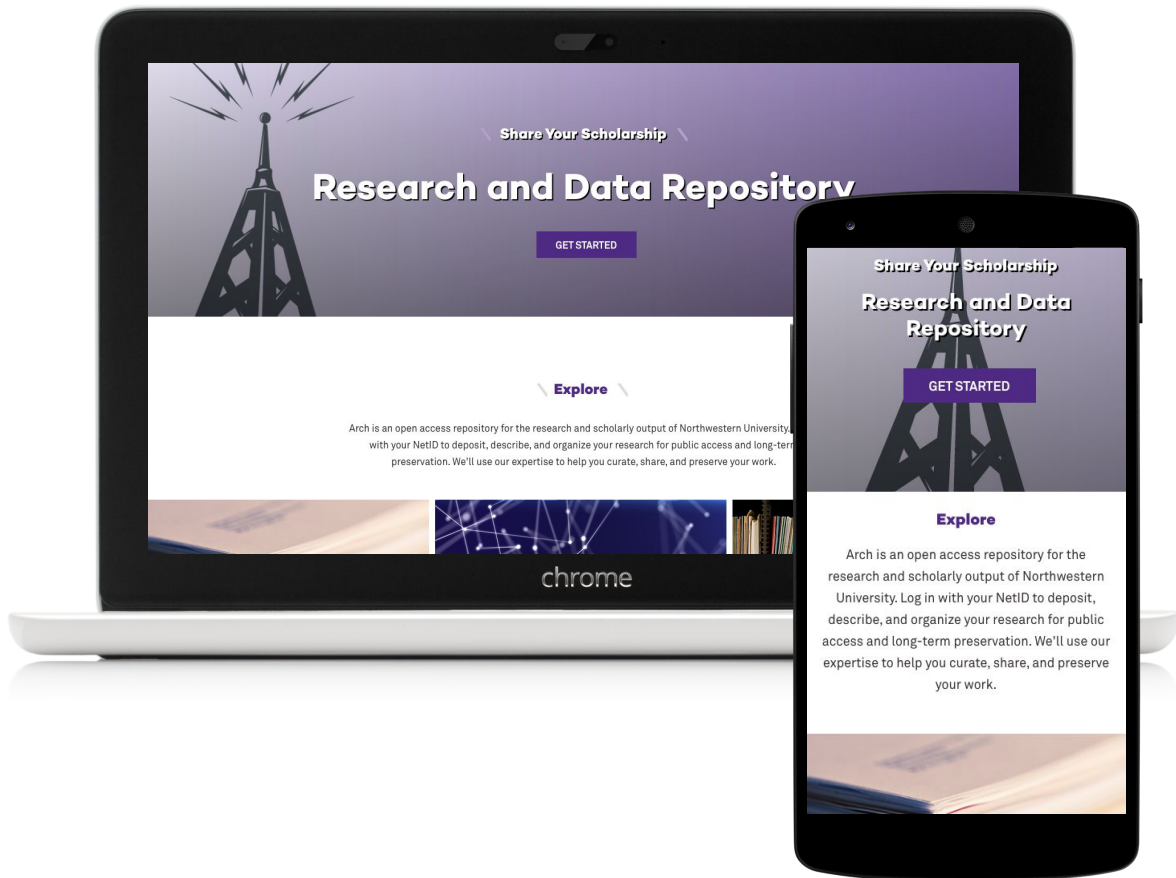 Share Your Scholarship
Research and Data Repository
GET STARTED
Explore
Arch is an open access repository for the research and scholarly output of Northwestern University.
with your NetID to deposit, describe, and organize your research for public access and long-term
preservation. We'll use our expertise to help you curate, share, and preserve your work.
chrome
Share Your Scholarship
Research and Data
Repository
GET STARTED
Explore
Arch is an open access repository for the
research and scholarly output of Northwestern
University. Log in with your NetID to deposit,
describe, and organize your research for public
access and long-term preservation. We'll use our
expertise to help you curate, share, and preserve
your work.